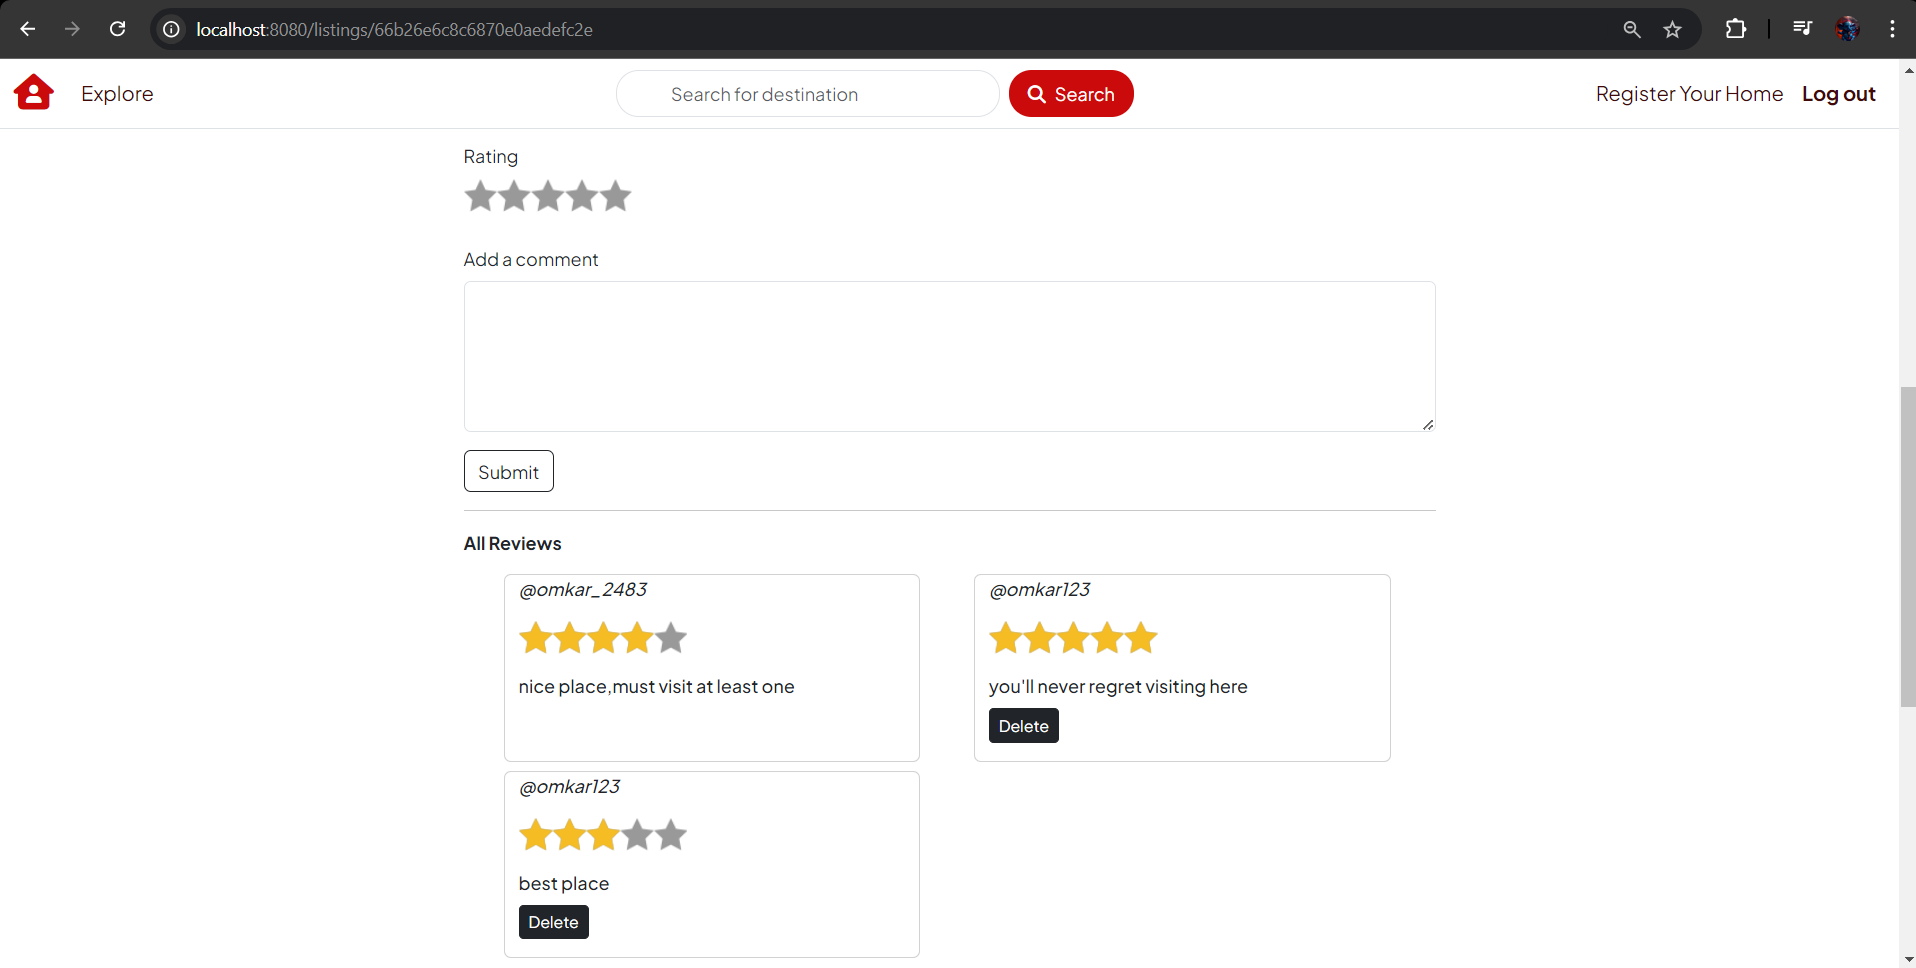 localhost:8080/listings/66b26e6c8c6870e0aedefc2e
Explore
Search for destination
Search
Register Your Home
Log out
Rating
Add a comment
Submit
All Reviews
@omkar_2483
nice place,must visit at least one
@omkar123
you'll never regret visiting here
Delete
@omkar123
best place
Delete